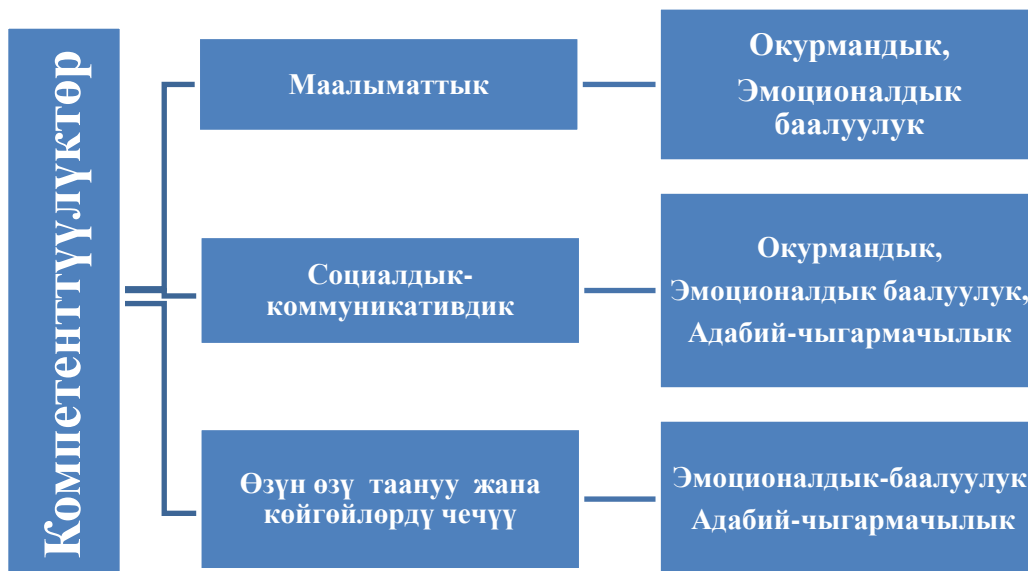 Компетенттүүлүктөр
Маалыматтык
Окурмандык,
Эмоционалдык
баалуулук
Социалдык-
коммуникативдик
Окурмандык,
Эмоционалдык баалуулук,
Адабий-чыгармачылык
Өзүн өзү таануу жана
көйгөйлөрдү чечүү
Эмоционалдык-баалуулук
Адабий-чыгармачылык